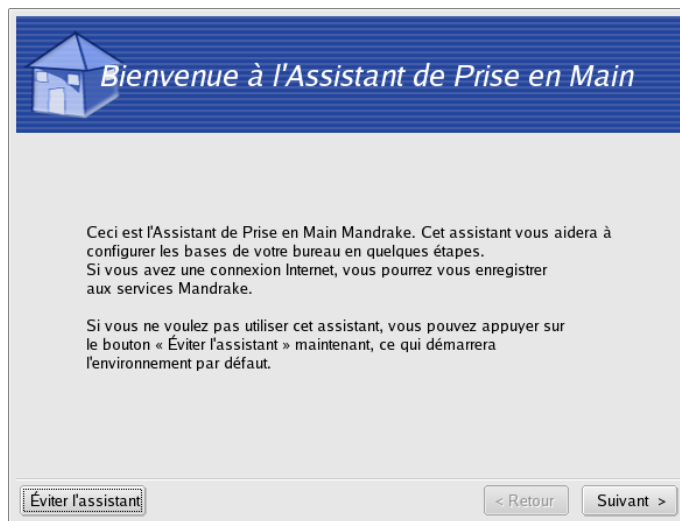 Bienvenue à l'Assistant de Prise en Main
Ceci est l'Assistant de Prise en Main Mandrake. Cet assistant vous aidera à
configurer les bases de votre bureau en quelques étapes.
Si vous avez une connexion Internet, vous pourrez vous enregistrer
aux services Mandrake.
Si vous ne voulez pas utiliser cet assistant, vous pouvez appuyer sur
le bouton « Éviter l'assistant » maintenant, ce qui démarrera
l'environnement par défaut.
Éviter l'assistant
< Retour
Suivant >